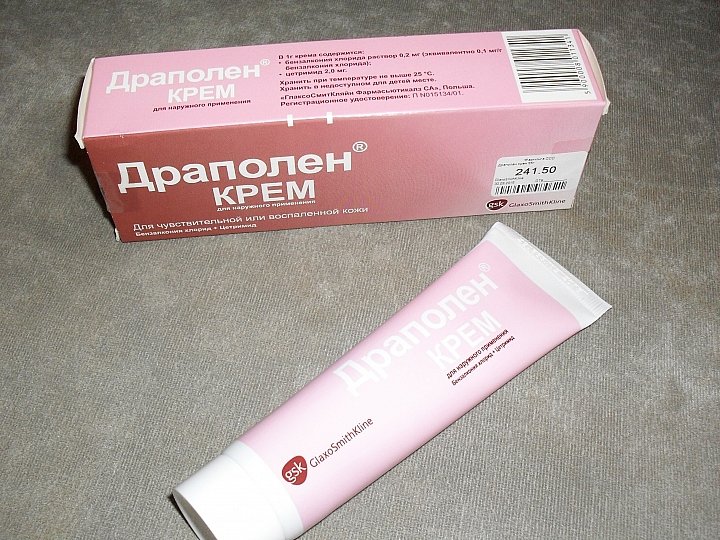 Драполен®
КРЕМ
для наружного применения
В 1г крема содержится:
• бензалкония хлорида раствор 0,2 мг (эквивалентно 0,1 мг/г
бензалкония хлорида);
• цетримид 2,0 мг.
Хранить при температуре не выше 25 °C.
Хранить в недоступном для детей месте.
«ГлаксоСмитКляйн Фармасьютикалз СА», Польша.
Регистрационное удостоверение: П N015134/01.
Драполен®
КРЕМ
для наружного применения
Для чувствительной или воспаленной кожи
Бензалкония хлорид • Цетримид
241.50
gsk GlaxoSmithKline
Драполен®
КРЕМ
для наружного применения
Бензалкония хлорид • Цетримид
gsk GlaxoSmithKline